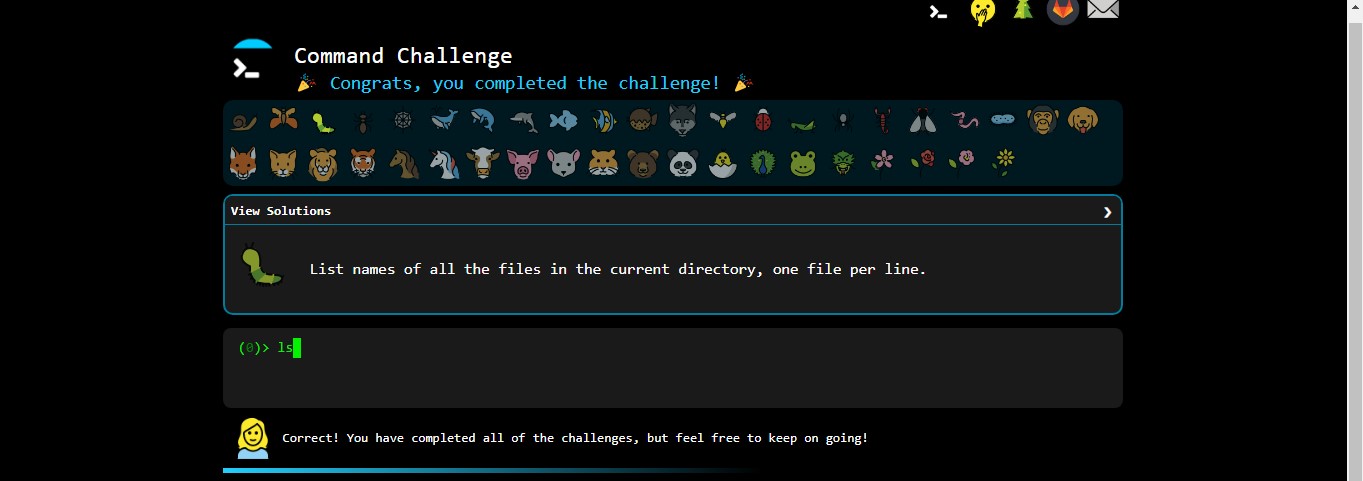 Command Challenge
🎉 Congrats, you completed the challenge! 🎉
View Solutions
List names of all the files in the current directory, one file per line.
(0)> ls
Correct! You have completed all of the challenges, but feel free to keep on going!